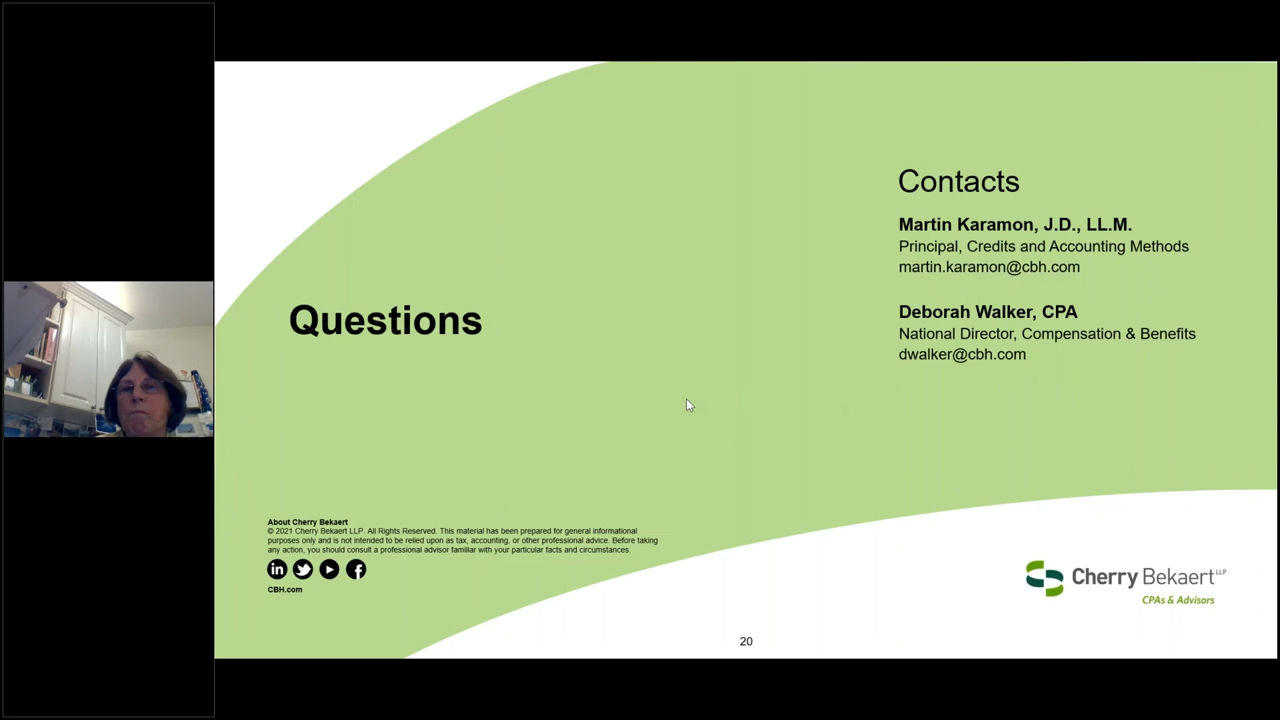 Contacts
Martin Karamon, J.D., LL.M.
Principal, Credits and Accounting Methods
martin.karamon@cbh.com
Deborah Walker, CPA
National Director, Compensation & Benefits
dwalker@cbh.com
Questions
About Cherry Bekaert
© 2021 Cherry Bekaert LLP. All Rights Reserved. This material has been prepared for general informational
purposes only and is not intended to be relied upon as tax, accounting, or other professional advice. Before taking
any action, you should consult a professional advisor familiar with your particular facts and circumstances.
in
f
CBH.com
Cherry Bekaert LLP
CPAs & Advisors
20